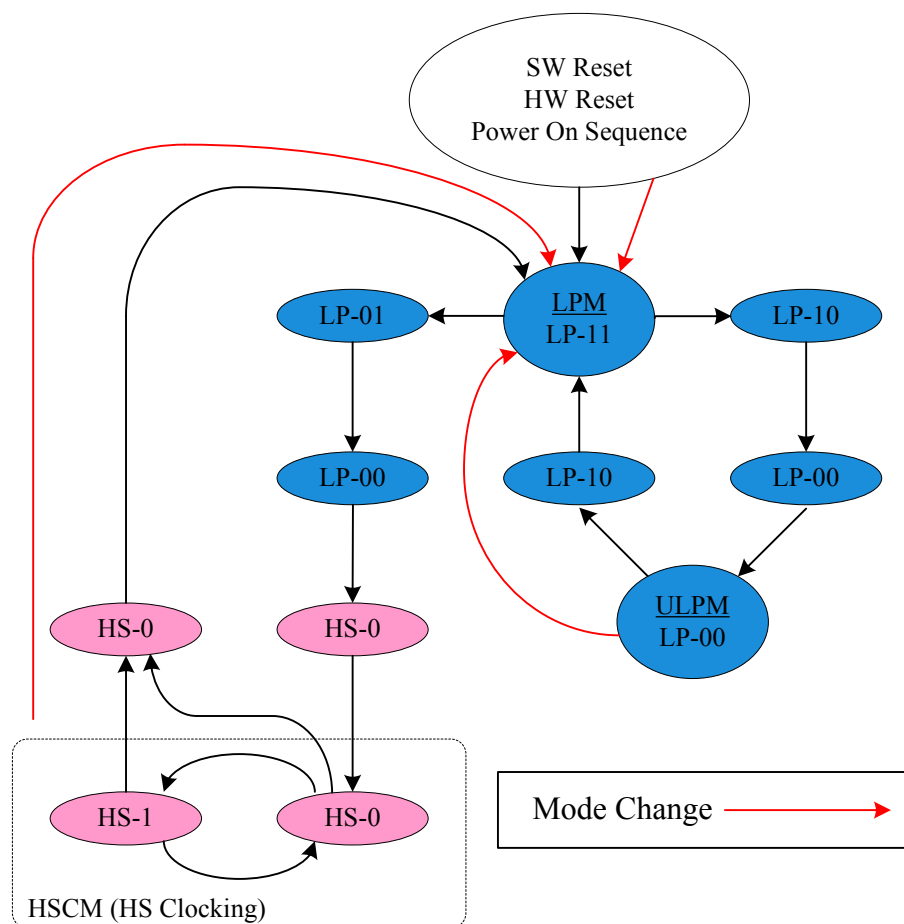 SW Reset
HW Reset
Power On Sequence
LP-01
LPM
LP-11
LP-10
LP-00
LP-10
LP-00
HS-0
HS-0
ULPM
LP-00
HS-1
HS-0
Mode Change
HSCM (HS Clocking)